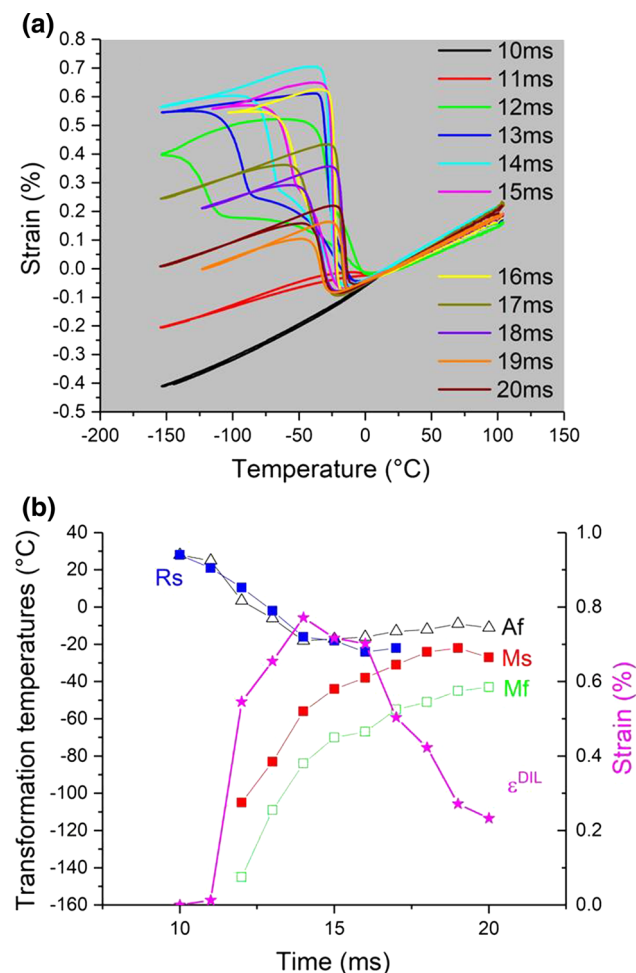 (a)
0.8
0.7
0.6
0.5
0.4
0.3
0.2
0.1
0.0
-0.1
-0.2
-0.3
-0.4
-0.5
Strain (%)
10ms
11ms
12ms
13ms
14ms
15ms
16ms
17ms
18ms
19ms
20ms
-200 -150 -100 -50 0 50 100 150
Temperature (°C)
(b)
40
20
0
-20
-40
-60
-80
-100
-120
-140
-160
Transformation temperatures (°C)
Rs
Af
Ms
Mf
εDIL
1.0
0.8
0.6
0.4
0.2
0.0
Strain (%)
10 15 20
Time (ms)